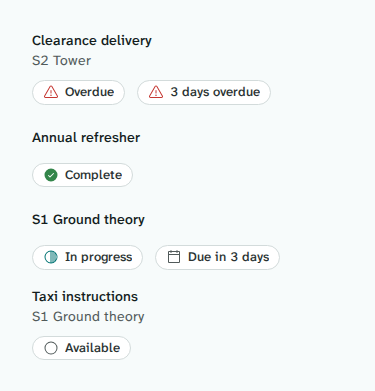 Clearance delivery
S2 Tower
Overdue 3 days overdue
Annual refresher
Complete
S1 Ground theory
In progress Due in 3 days
Taxi instructions
S1 Ground theory
Available